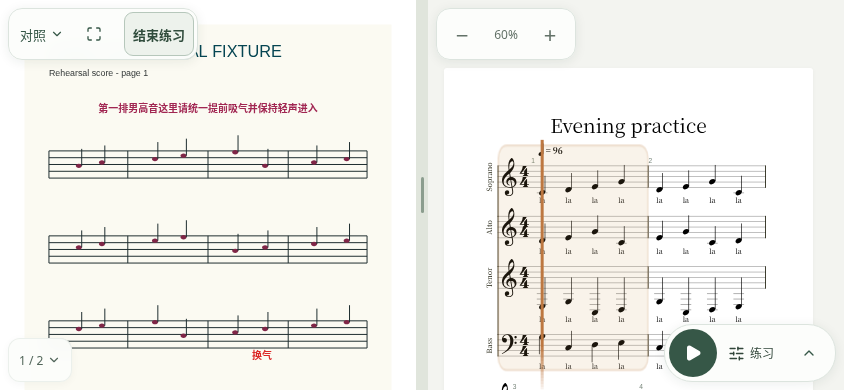 对照
结束练习
AL FIXTURE
Rehearsal score - page 1
第一排男高音这里请统一提前吸气并保持轻声进入
换气
1 / 2
60%
Evening practice
= 96
1
2
Soprano
la la la la la la la la
Alto
la la la la la la la la
Tenor
la la la la la la la
Bass
la
la la la la
3
4
练习